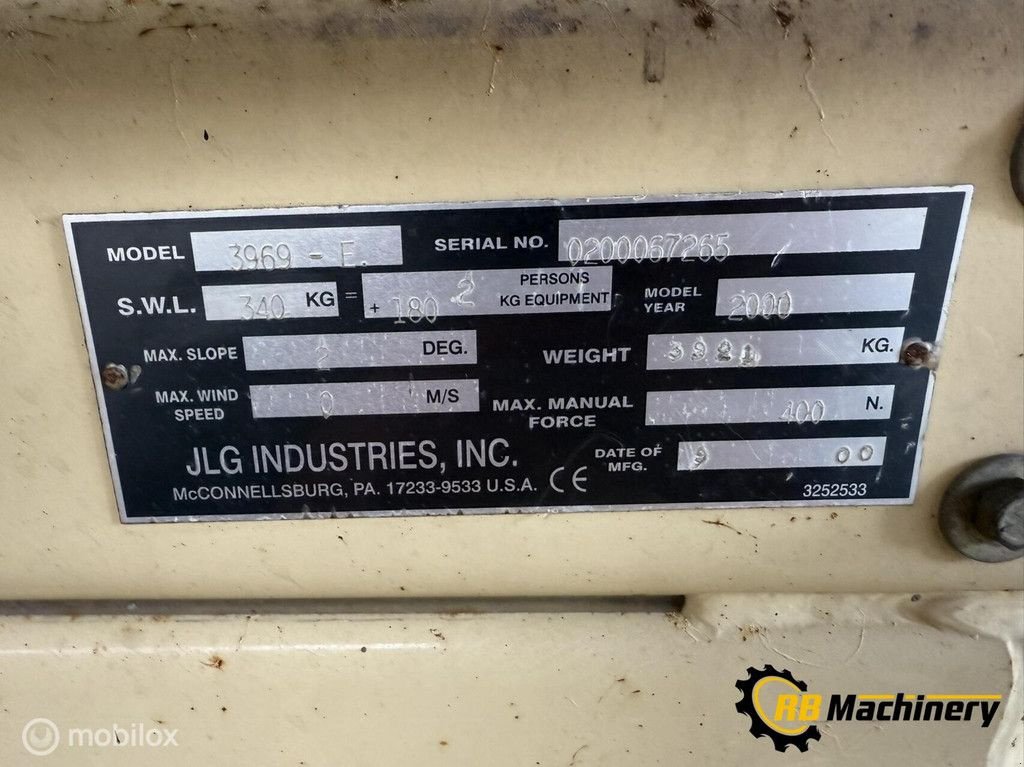 MODEL 3969 - E. SERIAL NO. 0200067265
S.W.L. 340 KG = 2 PERSONS
+ 180 KG EQUIPMENT
MODEL YEAR 2000
MAX. SLOPE 2 DEG. WEIGHT 3921 KG.
MAX. WIND SPEED 0 M/S MAX. MANUAL FORCE 400 N.
JLG INDUSTRIES, INC. DATE OF MFG. 9 00
McCONNELLSBURG, PA. 17233-9533 U.S.A. CE 3252533
RB Machinery
mobilox